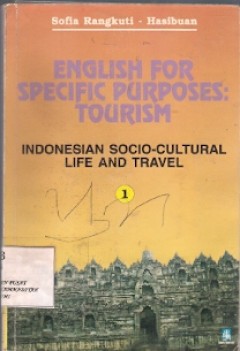 Sofia Rangkuti - Hasibuan
ENGLISH FOR
SPECIFIC PURPOSES:
TOURISM
INDONESIAN SOCIO-CULTURAL
LIFE AND TRAVEL
1